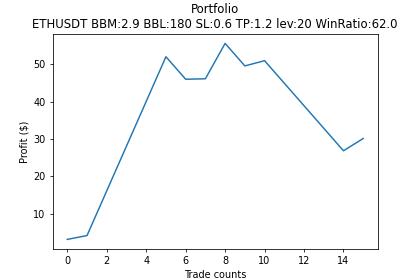 Portfolio
ETHUSDT BBM:2.9 BBL:180 SL:0.6 TP:1.2 lev:20 WinRatio:62.0
50
40
30
20
10
Profit ($)
0 2 4 6 8 10 12 14
Trade counts